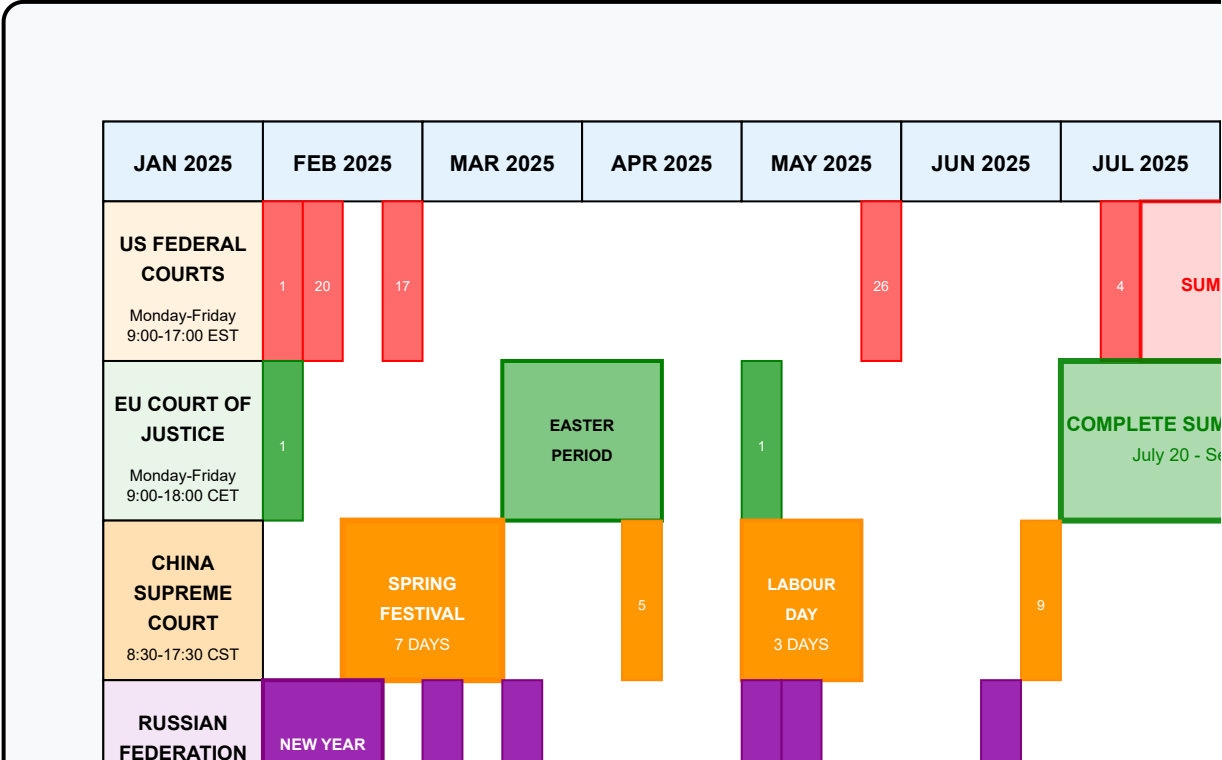 JAN 2025
FEB 2025
MAR 2025
APR 2025
MAY 2025
JUN 2025
JUL 2025
US FEDERAL
COURTS
Monday-Friday
9:00-17:00 EST
1
20
17
26
4
SUM
EU COURT OF
JUSTICE
Monday-Friday
9:00-18:00 CET
1
EASTER
PERIOD
1
COMPLETE SUM
July 20 - Se
CHINA
SUPREME
COURT
8:30-17:30 CST
SPRING
FESTIVAL
7 DAYS
5
LABOUR
DAY
3 DAYS
9
RUSSIAN
FEDERATION
NEW YEAR